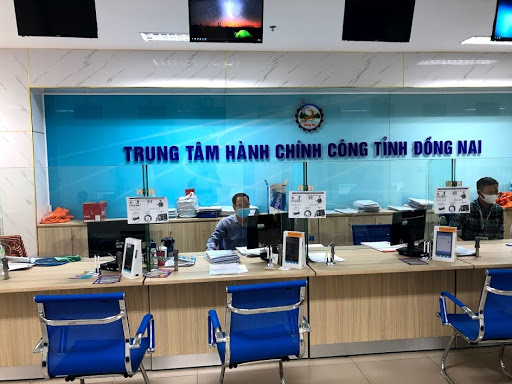 TRUNG TÂM HÀNH CHÍNH CÔNG TỈNH ĐỒNG NAI